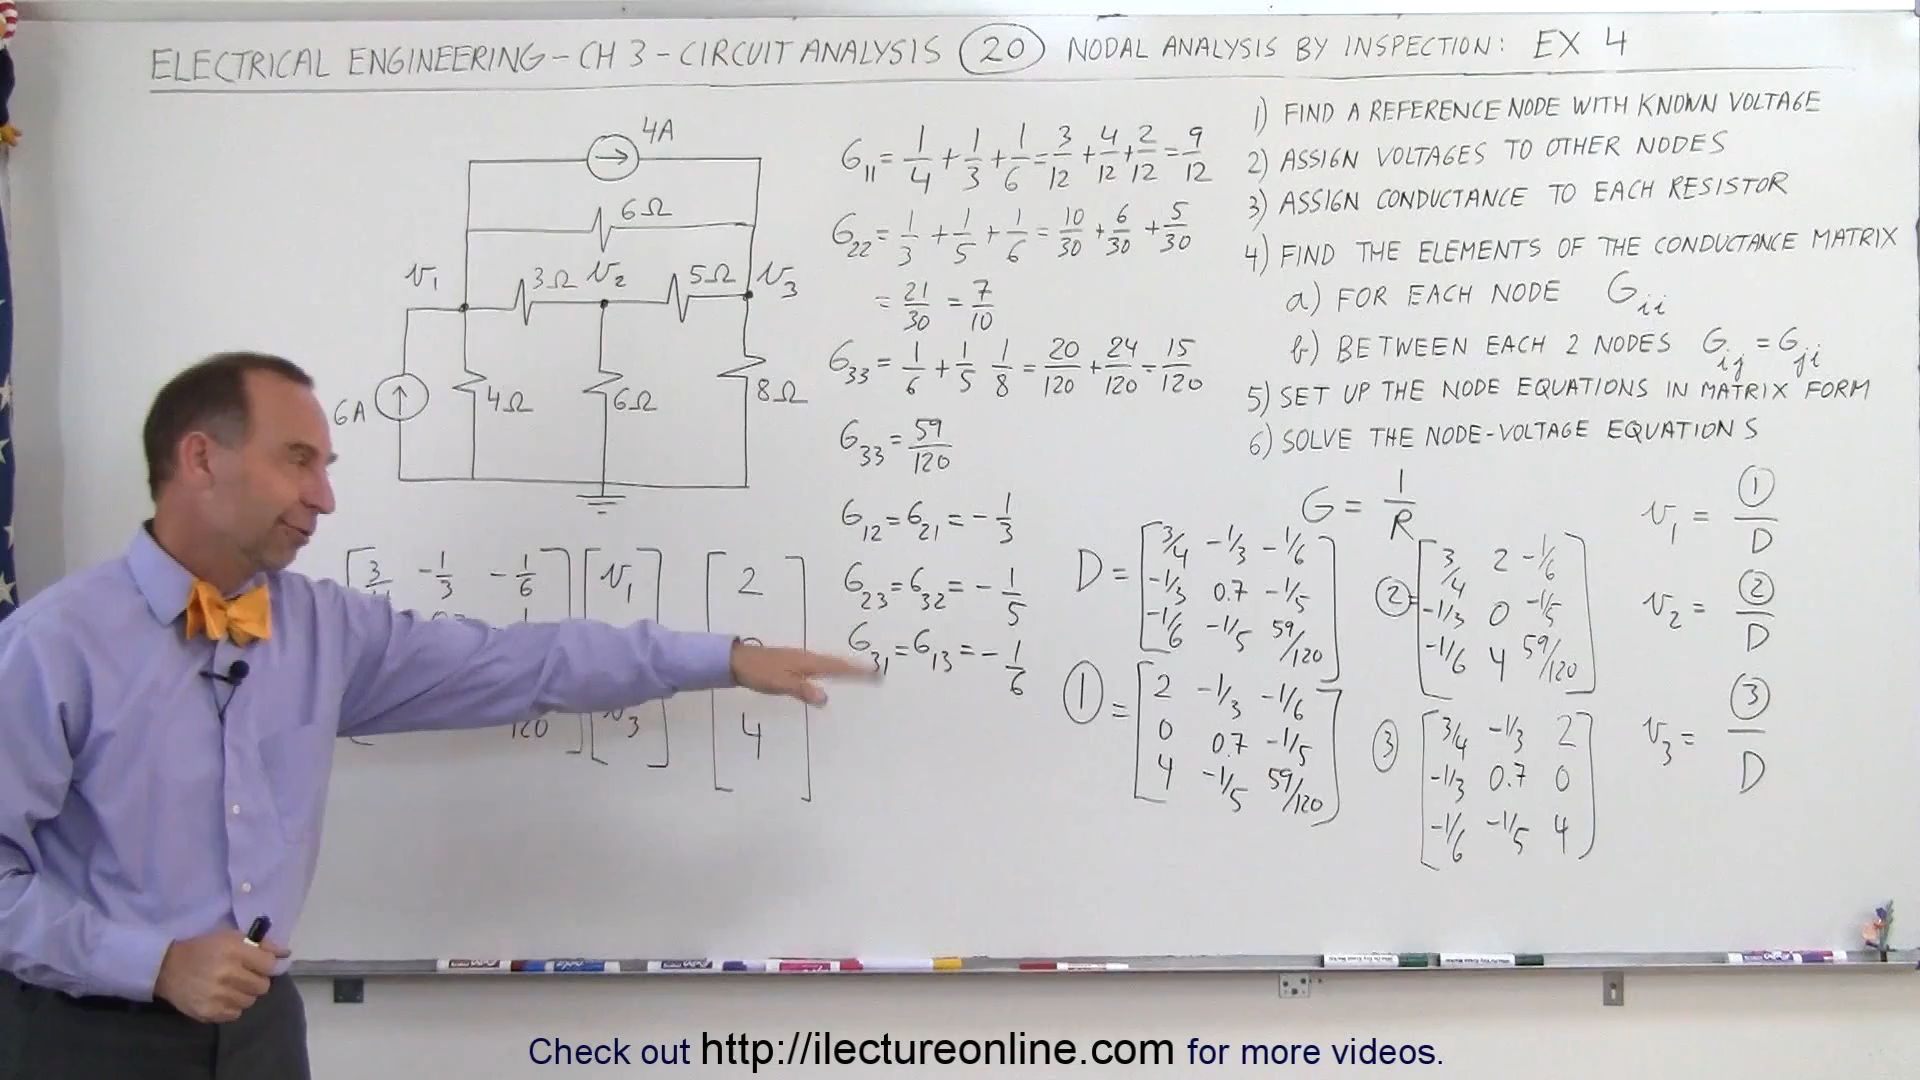 ELECTRICAL ENGINEERING – CH 3 – CIRCUIT ANALYSIS (20) NODAL ANALYSIS BY INSPECTION: EX 4
4A
6Ω
v₁ 3Ω v₂ 5Ω v₃
6A 4Ω 6Ω 8Ω
G₁₁ = 1/4 + 1/3 + 1/6 = 3/12 + 4/12 + 2/12 = 9/12
G₂₂ = 1/3 + 1/5 + 1/6 = 10/30 + 6/30 + 5/30
= 21/30 = 7/10
G₃₃ = 1/6 + 1/5 1/8 = 20/120 + 24/120 = 15/120
G₃₃ = 59/120
G₁₂ = G₂₁ = -1/3
G₂₃ = G₃₂ = -1/5
G₃₁ = G₁₃ = -1/6
1) FIND A REFERENCE NODE WITH KNOWN VOLTAGE
2) ASSIGN VOLTAGES TO OTHER NODES
3) ASSIGN CONDUCTANCE TO EACH RESISTOR
4) FIND THE ELEMENTS OF THE CONDUCTANCE MATRIX
a) FOR EACH NODE Gᵢᵢ
b) BETWEEN EACH 2 NODES Gᵢⱼ = Gⱼᵢ
5) SET UP THE NODE EQUATIONS IN MATRIX FORM
6) SOLVE THE NODE-VOLTAGE EQUATIONS
G = 1/R
-1/3 -1/6 v₁ 2
120 v₃ 4
D = [3/4 -1/3 -1/6
-1/3 0.7 -1/5
-1/6 -1/5 59/120]
① = [2 -1/3 -1/6
0 0.7 -1/5
4 -1/5 59/120]
② = [3/4 2 -1/6
-1/3 0 -1/5
-1/6 4 59/120]
③ [3/4 -1/3 2
-1/3 0.7 0
-1/6 -1/5 4]
v₁ = ①/D
v₂ = ②/D
v₃ = ③/D
Check out http://ilectureonline.com for more videos.